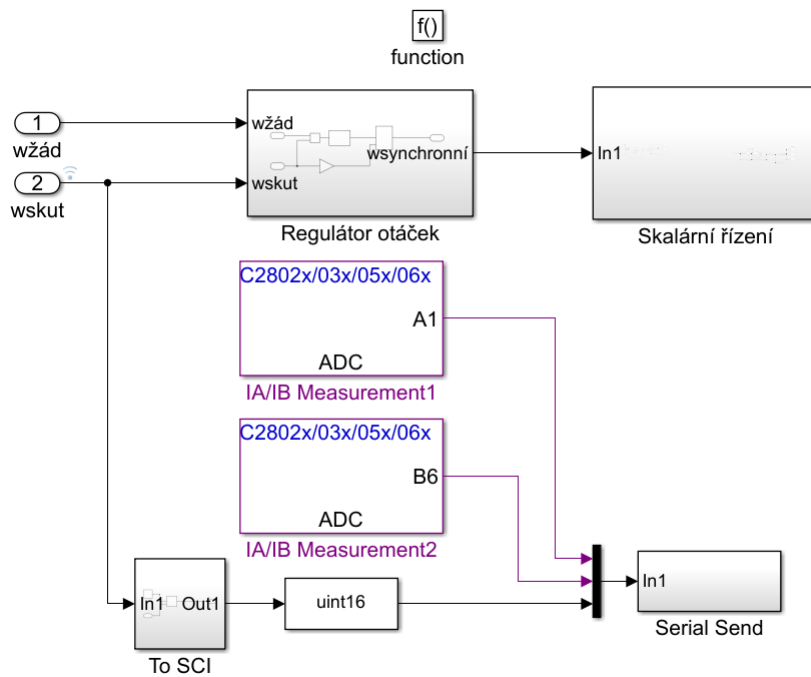 f()
function
1
wžád
2
wskut
wžád
wsynchronní
wskut
Regulátor otáček
In1
Skalární řízení
C2802x/03x/05x/06x
A1
ADC
IA/IB Measurement1
C2802x/03x/05x/06x
B6
ADC
IA/IB Measurement2
In1
Out1
To SCI
uint16
In1
Serial Send